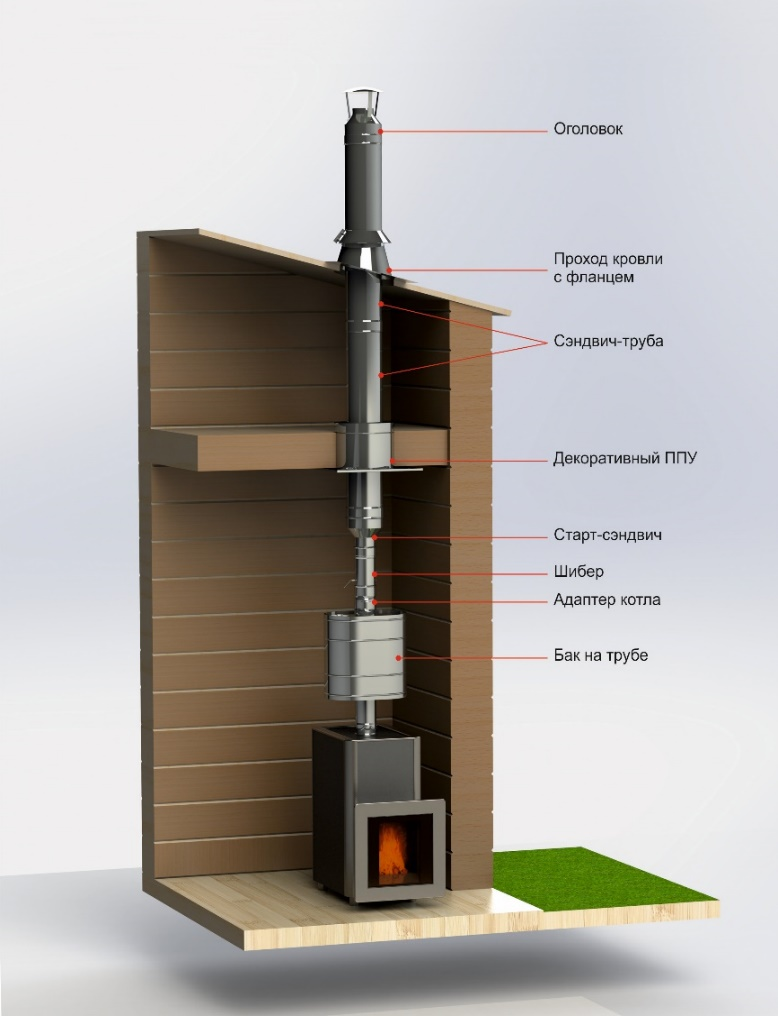 Оголовок
Проход кровли
с фланцем
Сэндвич-труба
Декоративный ППУ
Старт-сэндвич
Шибер
Адаптер котла
Бак на трубе